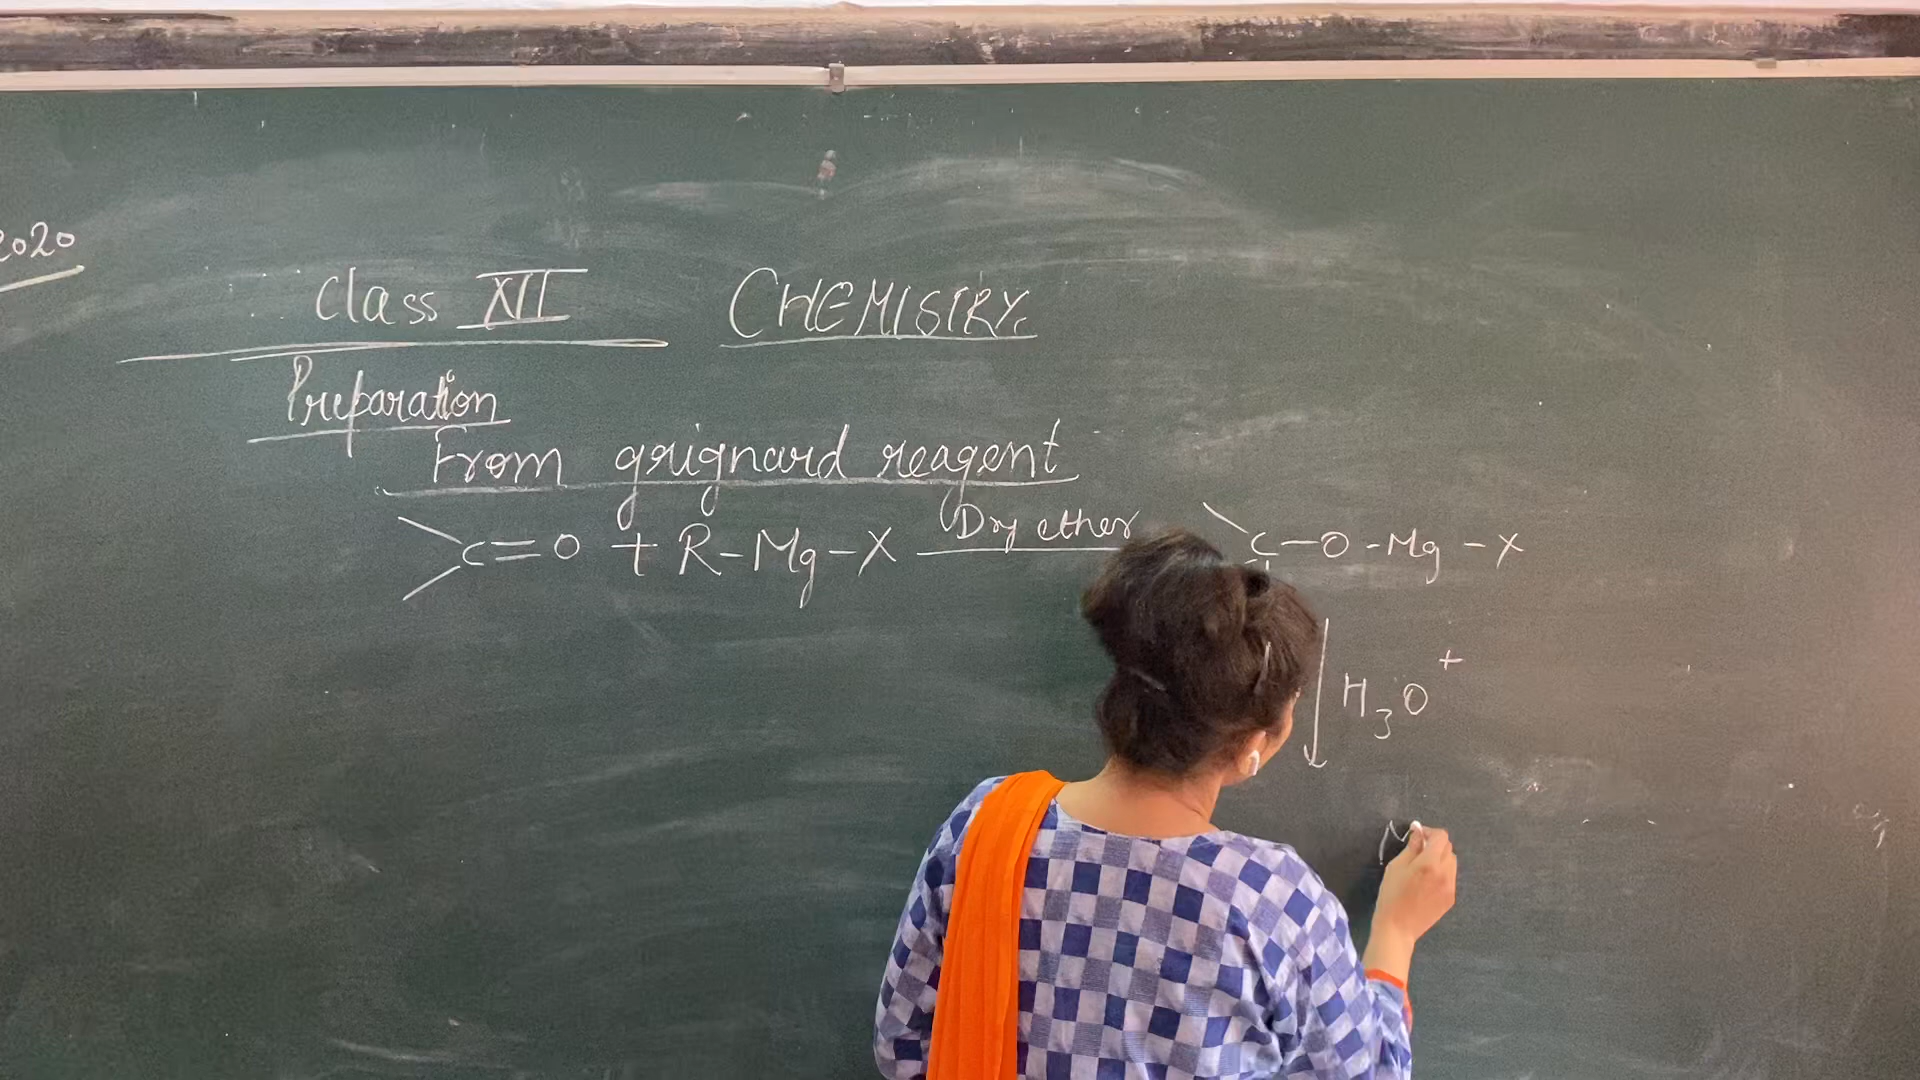 2020
Class XII CHEMISTRY
Preparation
From grignard reagent
C=O + R-Mg-X Dry ether C-O-Mg-X
H3O+
M